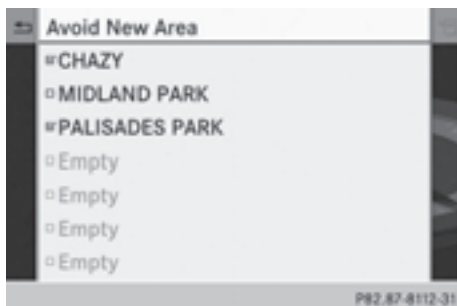 Avoid New Area
CHAZY
MIDLAND PARK
PALISADES PARK
Empty
Empty
Empty
Empty
P82.87-8112-31